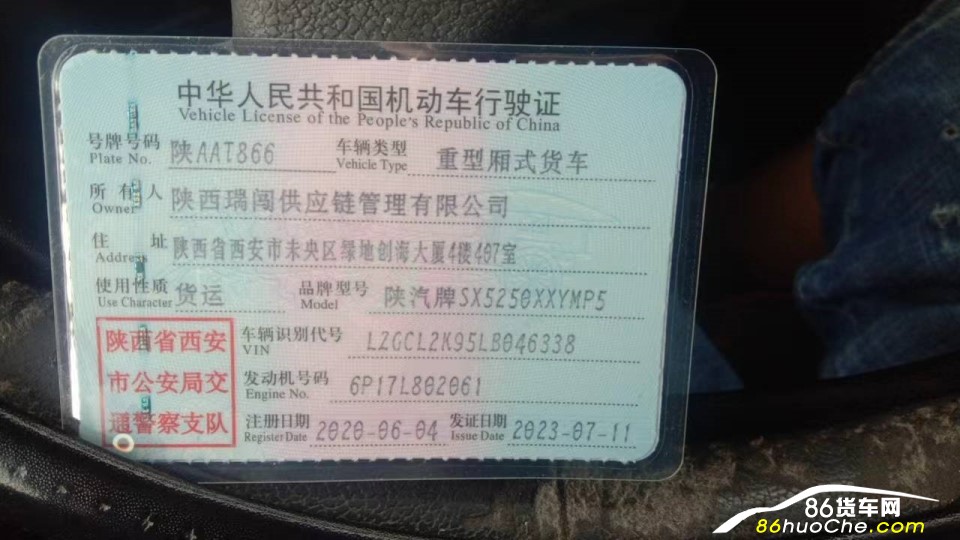 中华人民共和国机动车行驶证
Vehicle License of the People's Republic of China
号牌号码 陕AAT866 车辆类型 重型厢式货车
Plate No. Vehicle Type
所有人 陕西瑞闯供应链管理有限公司
Owner
住址 陕西省西安市未央区绿地创海大厦4楼407室
Address
使用性质 货运 品牌型号 陕汽牌SX5250XXYMP5
Use Character Model
陕西省西安
市公安局交
通警察支队
车辆识别代号 LZGCL2K95LB046338
VIN
发动机号码 6P17L802061
Engine No.
注册日期 2020-06-04 发证日期 2023-07-11
Register Date Issue Date
86货车网
86huoChe.com